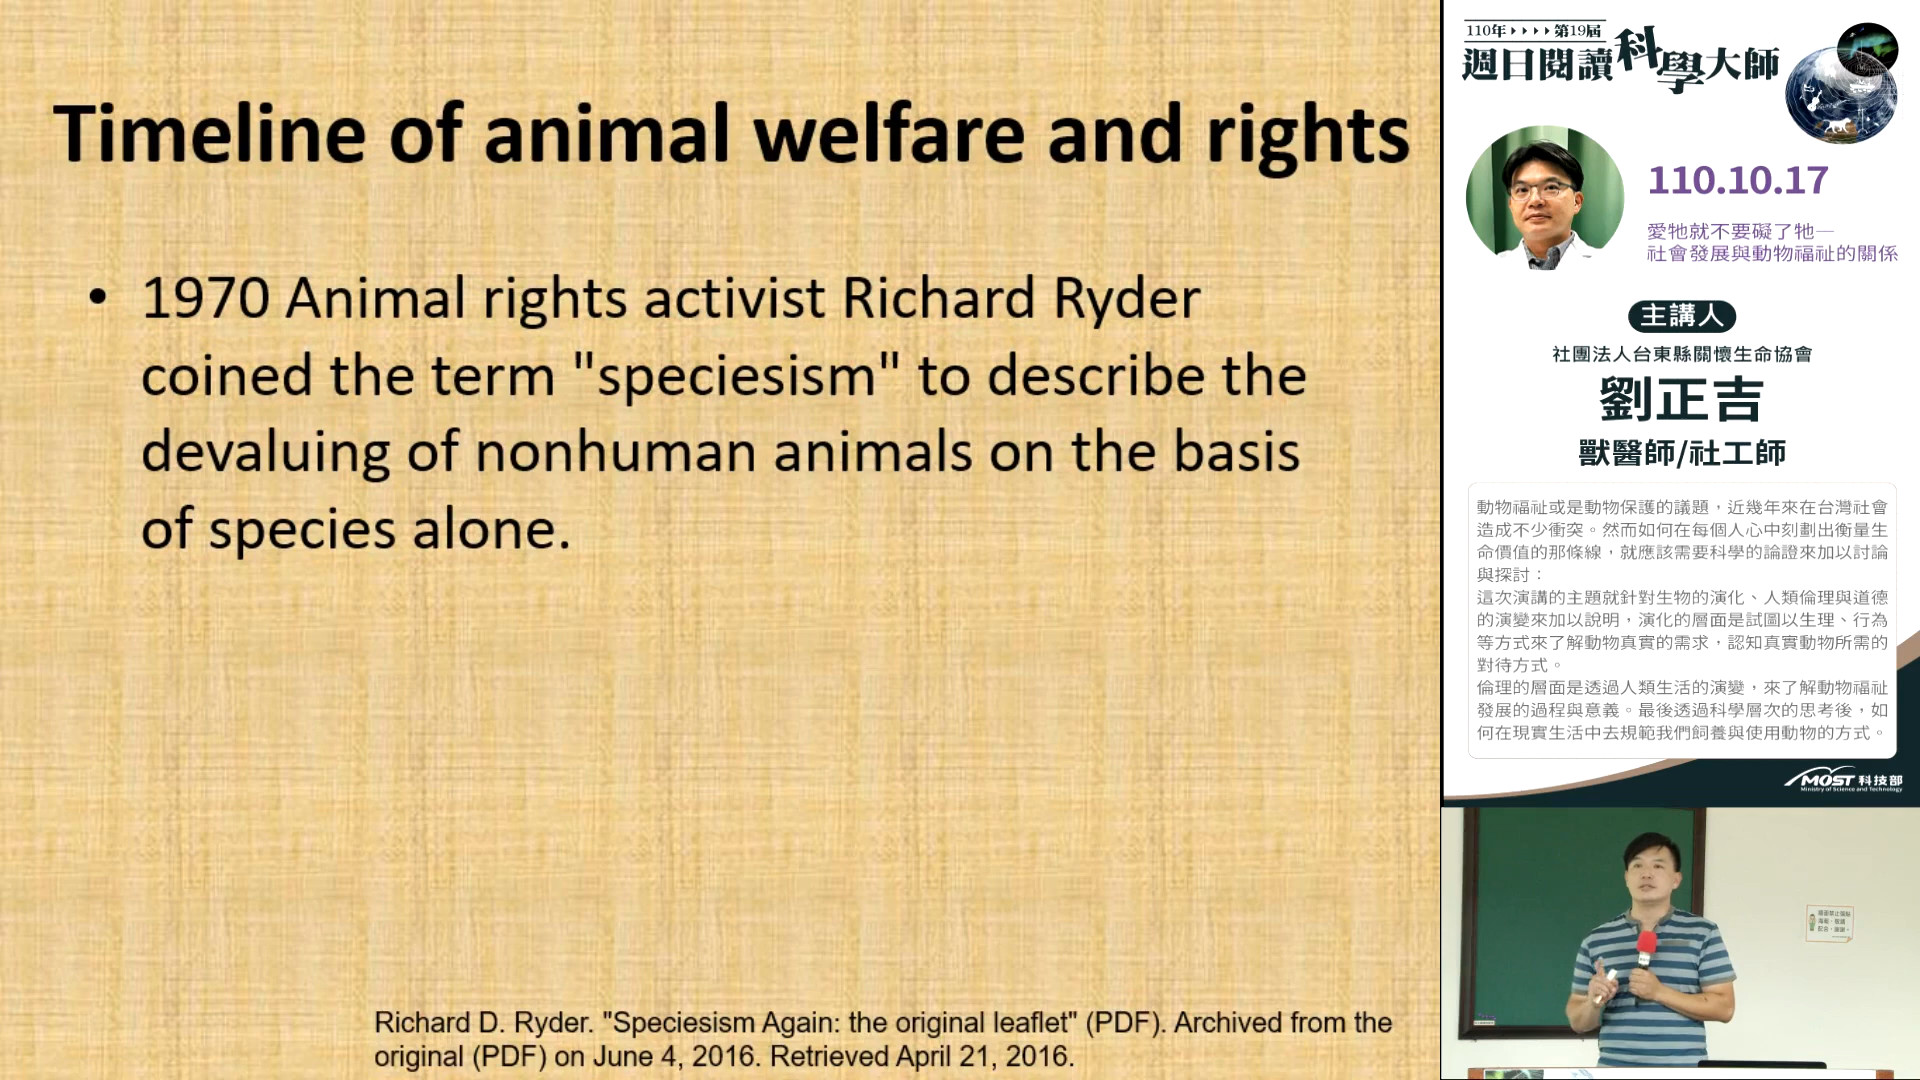 Timeline of animal welfare and rights
• 1970 Animal rights activist Richard Ryder
coined the term "speciesism" to describe the
devaluing of nonhuman animals on the basis
of species alone.
Richard D. Ryder. "Speciesism Again: the original leaflet" (PDF). Archived from the
original (PDF) on June 4, 2016. Retrieved April 21, 2016.
110年 第19屆
週日閱讀科學大師
110.10.17
愛牠就不要礙了牠—
社會發展與動物福祉的關係
主講人
社團法人台東縣關懷生命協會
劉正吉
獸醫師/社工師
動物福祉或是動物保護的議題，近幾年來在台灣社會
造成不少衝突。然而如何在每個人心中刻劃出衡量生
命價值的那條線，就應該需要科學的論證來加以討論
與探討：
這次演講的主題就針對生物的演化、人類倫理與道德
的演變來加以說明，演化的層面是試圖以生理、行為
等方式來了解動物真實的需求，認知真實動物所需的
對待方式。
倫理的層面是透過人類生活的演變，來了解動物福祉
發展的過程與意義。最後透過科學層次的思考後，如
何在現實生活中去規範我們飼養與使用動物的方式。
MOST 科技部
Ministry of Science and Technology